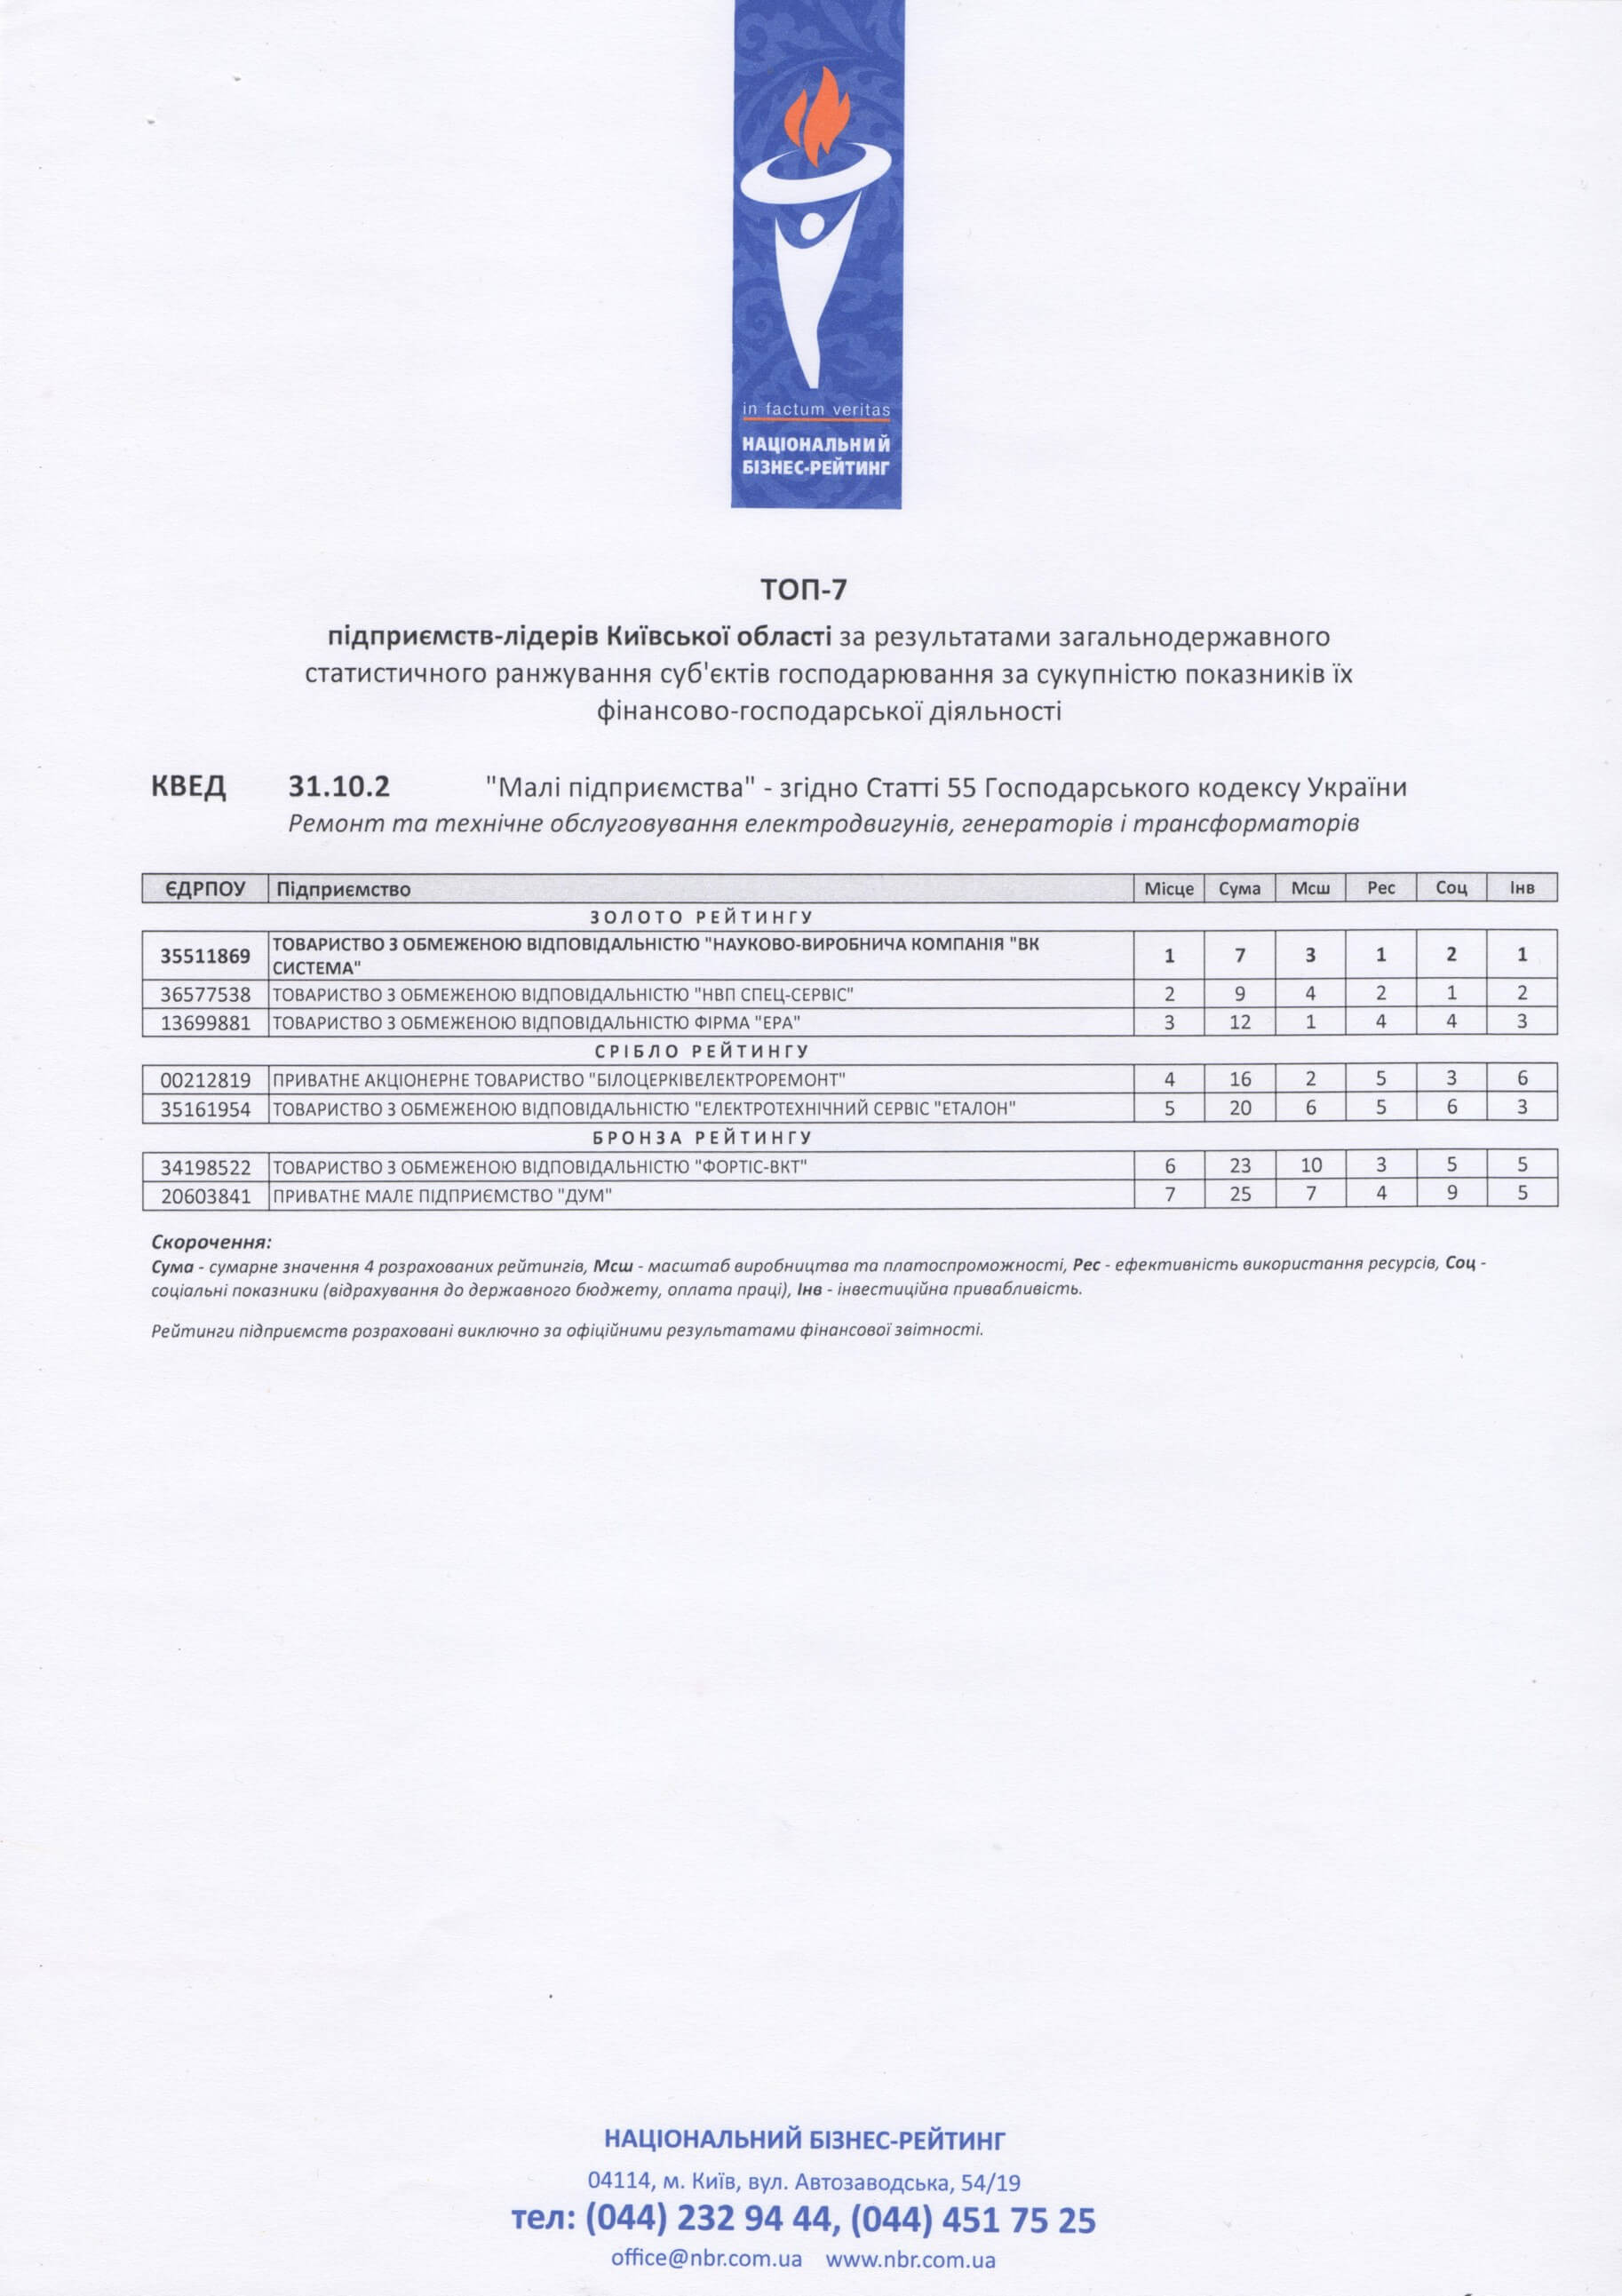 in factum veritas
НАЦІОНАЛЬНИЙ
БІЗНЕС-РЕЙТИНГ
ТОП-7
підприємств-лідерів Київської області за результатами загальнодержавного
статистичного ранжування суб'єктів господарювання за сукупністю показників їх
фінансово-господарської діяльності
КВЕД 31.10.2 "Малі підприємства" - згідно Статті 55 Господарського кодексу України
Ремонт та технічне обслуговування електродвигунів, генераторів і трансформаторів
ЄДРПОУ Підприємство Місце Сума Мсш Рес Соц Інв
ЗОЛОТО РЕЙТИНГУ
35511869 ТОВАРИСТВО З ОБМЕЖЕНОЮ ВІДПОВІДАЛЬНІСТЮ "НАУКОВО-ВИРОБНИЧА КОМПАНІЯ "ВК
СИСТЕМА" 1 7 3 1 2 1
36577538 ТОВАРИСТВО З ОБМЕЖЕНОЮ ВІДПОВІДАЛЬНІСТЮ "НВП СПЕЦ-СЕРВІС" 2 9 4 2 1 2
13699881 ТОВАРИСТВО З ОБМЕЖЕНОЮ ВІДПОВІДАЛЬНІСТЮ ФІРМА "ЕРА" 3 12 1 4 4 3
СРІБЛО РЕЙТИНГУ
00212819 ПРИВАТНЕ АКЦІОНЕРНЕ ТОВАРИСТВО "БІЛОЦЕРКІВЕЛЕКТРОРЕМОНТ" 4 16 2 5 3 6
35161954 ТОВАРИСТВО З ОБМЕЖЕНОЮ ВІДПОВІДАЛЬНІСТЮ "ЕЛЕКТРОТЕХНІЧНИЙ СЕРВІС "ЕТАЛОН" 5 20 6 5 6 3
БРОНЗА РЕЙТИНГУ
34198522 ТОВАРИСТВО З ОБМЕЖЕНОЮ ВІДПОВІДАЛЬНІСТЮ "ФОРТІС-ВКТ" 6 23 10 3 5 5
20603841 ПРИВАТНЕ МАЛЕ ПІДПРИЄМСТВО "ДУМ" 7 25 7 4 9 5
Скорочення:
Сума - сумарне значення 4 розрахованих рейтингів, Мсш - масштаб виробництва та платоспроможності, Рес - ефективність використання ресурсів, Соц -
соціальні показники (відрахування до державного бюджету, оплата праці), Інв - інвестиційна привабливість.
Рейтинги підприємств розраховані виключно за офіційними результатами фінансової звітності.
НАЦІОНАЛЬНИЙ БІЗНЕС-РЕЙТИНГ
04114, м. Київ, вул. Автозаводська, 54/19
тел: (044) 232 94 44, (044) 451 75 25
office@nbr.com.ua www.nbr.com.ua